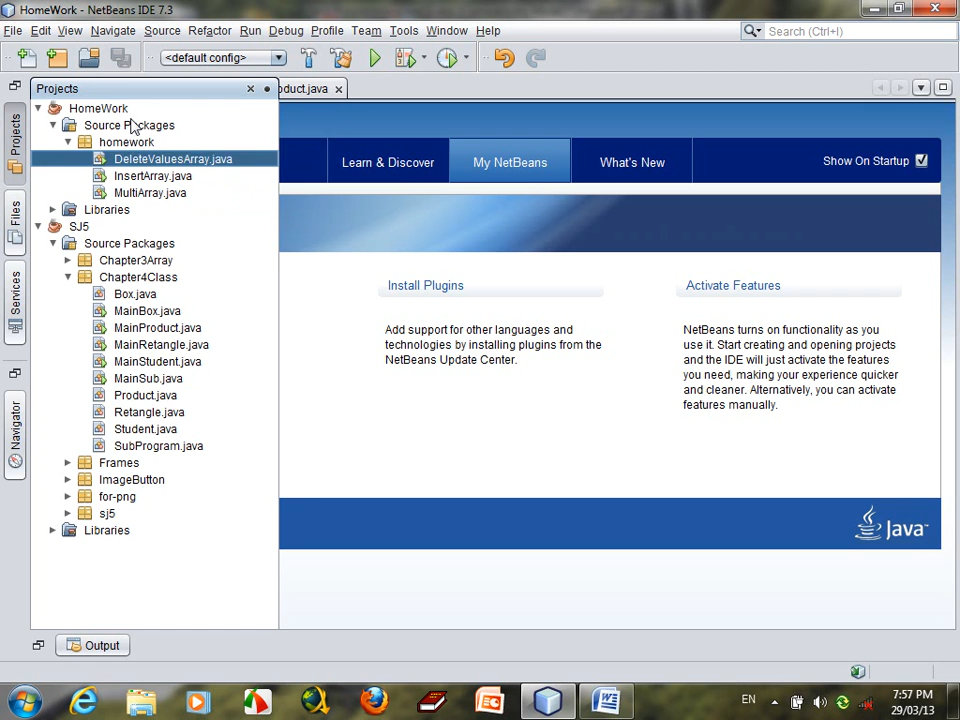 HomeWork - NetBeans IDE 7.3
File Edit View Navigate Source Refactor Run Debug Profile Team Tools Window Help
Search (Ctrl+I)
<default config>
Projects
duct.java
Projects
Files
Services
Navigator
HomeWork
Source Packages
homework
DeleteValuesArray.java
InsertArray.java
MultiArray.java
Libraries
SJ5
Source Packages
Chapter3Array
Chapter4Class
Box.java
MainBox.java
MainProduct.java
MainRetangle.java
MainStudent.java
MainSub.java
Product.java
Retangle.java
Student.java
SubProgram.java
Frames
ImageButton
for-png
sj5
Libraries
Learn & Discover
My NetBeans
What's New
Show On Startup
Install Plugins
Add support for other languages and
technologies by installing plugins from the
NetBeans Update Center.
Activate Features
NetBeans turns on functionality as you
use it. Start creating and opening projects
and the IDE will just activate the features
you need, making your experience quicker
and cleaner. Alternatively, you can activate
features manually.
Java
Output
EN
7:57 PM
29/03/13